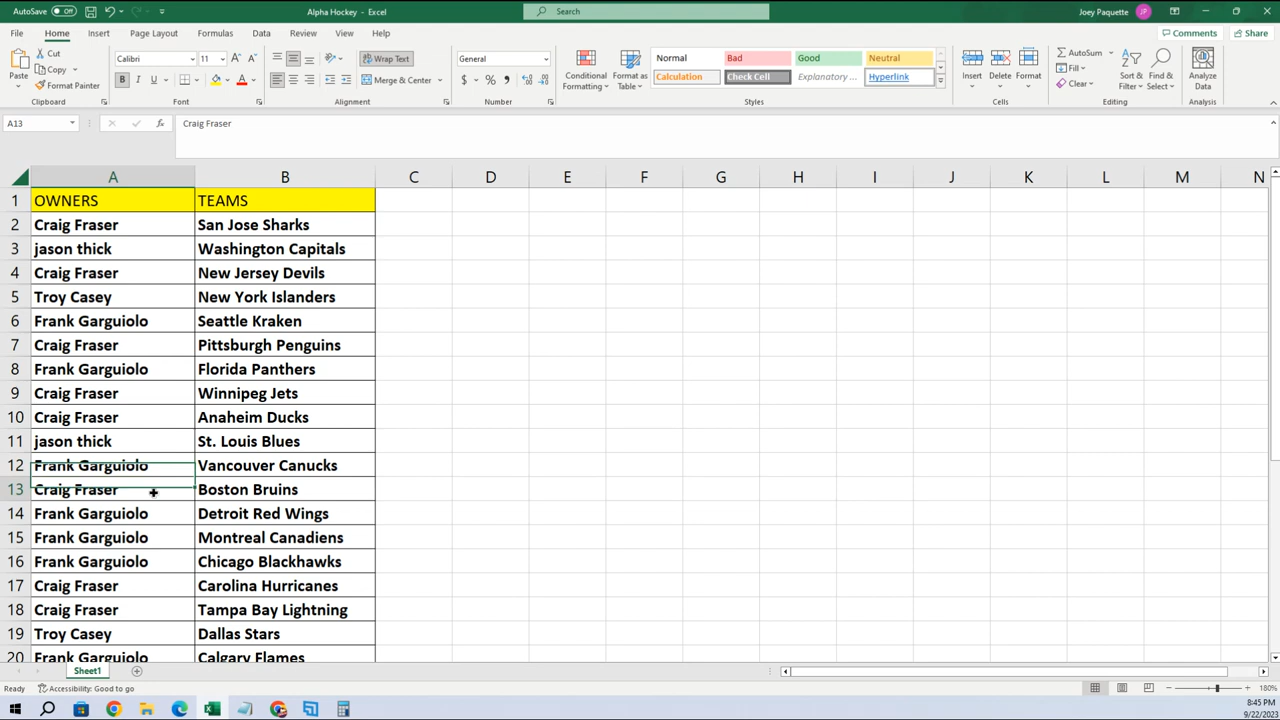 AutoSave Off Alpha Hockey - Excel Search Joey Paquette JP
File Home Insert Page Layout Formulas Data Review View Help Comments Share
Paste Cut Copy Format Painter Clipboard
Calibri 11 B I U A Font
Wrap Text Merge & Center Alignment
General $ % Number
Conditional Formatting Format as Table Normal Bad Good Neutral Calculation Check Cell Explanatory ... Hyperlink Styles
Insert Delete Format Cells
AutoSum Fill Clear Sort & Filter Find & Select Editing
Analyze Data Analysis
A13 fx Craig Fraser
A B C D E F G H I J K L M N
1 OWNERS TEAMS
2 Craig Fraser San Jose Sharks
3 jason thick Washington Capitals
4 Craig Fraser New Jersey Devils
5 Troy Casey New York Islanders
6 Frank Garguiolo Seattle Kraken
7 Craig Fraser Pittsburgh Penguins
8 Frank Garguiolo Florida Panthers
9 Craig Fraser Winnipeg Jets
10 Craig Fraser Anaheim Ducks
11 jason thick St. Louis Blues
12 Frank Garguiolo Vancouver Canucks
13 Craig Fraser Boston Bruins
14 Frank Garguiolo Detroit Red Wings
15 Frank Garguiolo Montreal Canadiens
16 Frank Garguiolo Chicago Blackhawks
17 Craig Fraser Carolina Hurricanes
18 Craig Fraser Tampa Bay Lightning
19 Troy Casey Dallas Stars
20 Frank Garguiolo Calgary Flames
Sheet1
Ready Accessibility: Good to go 180%
8:45 PM
9/22/2023